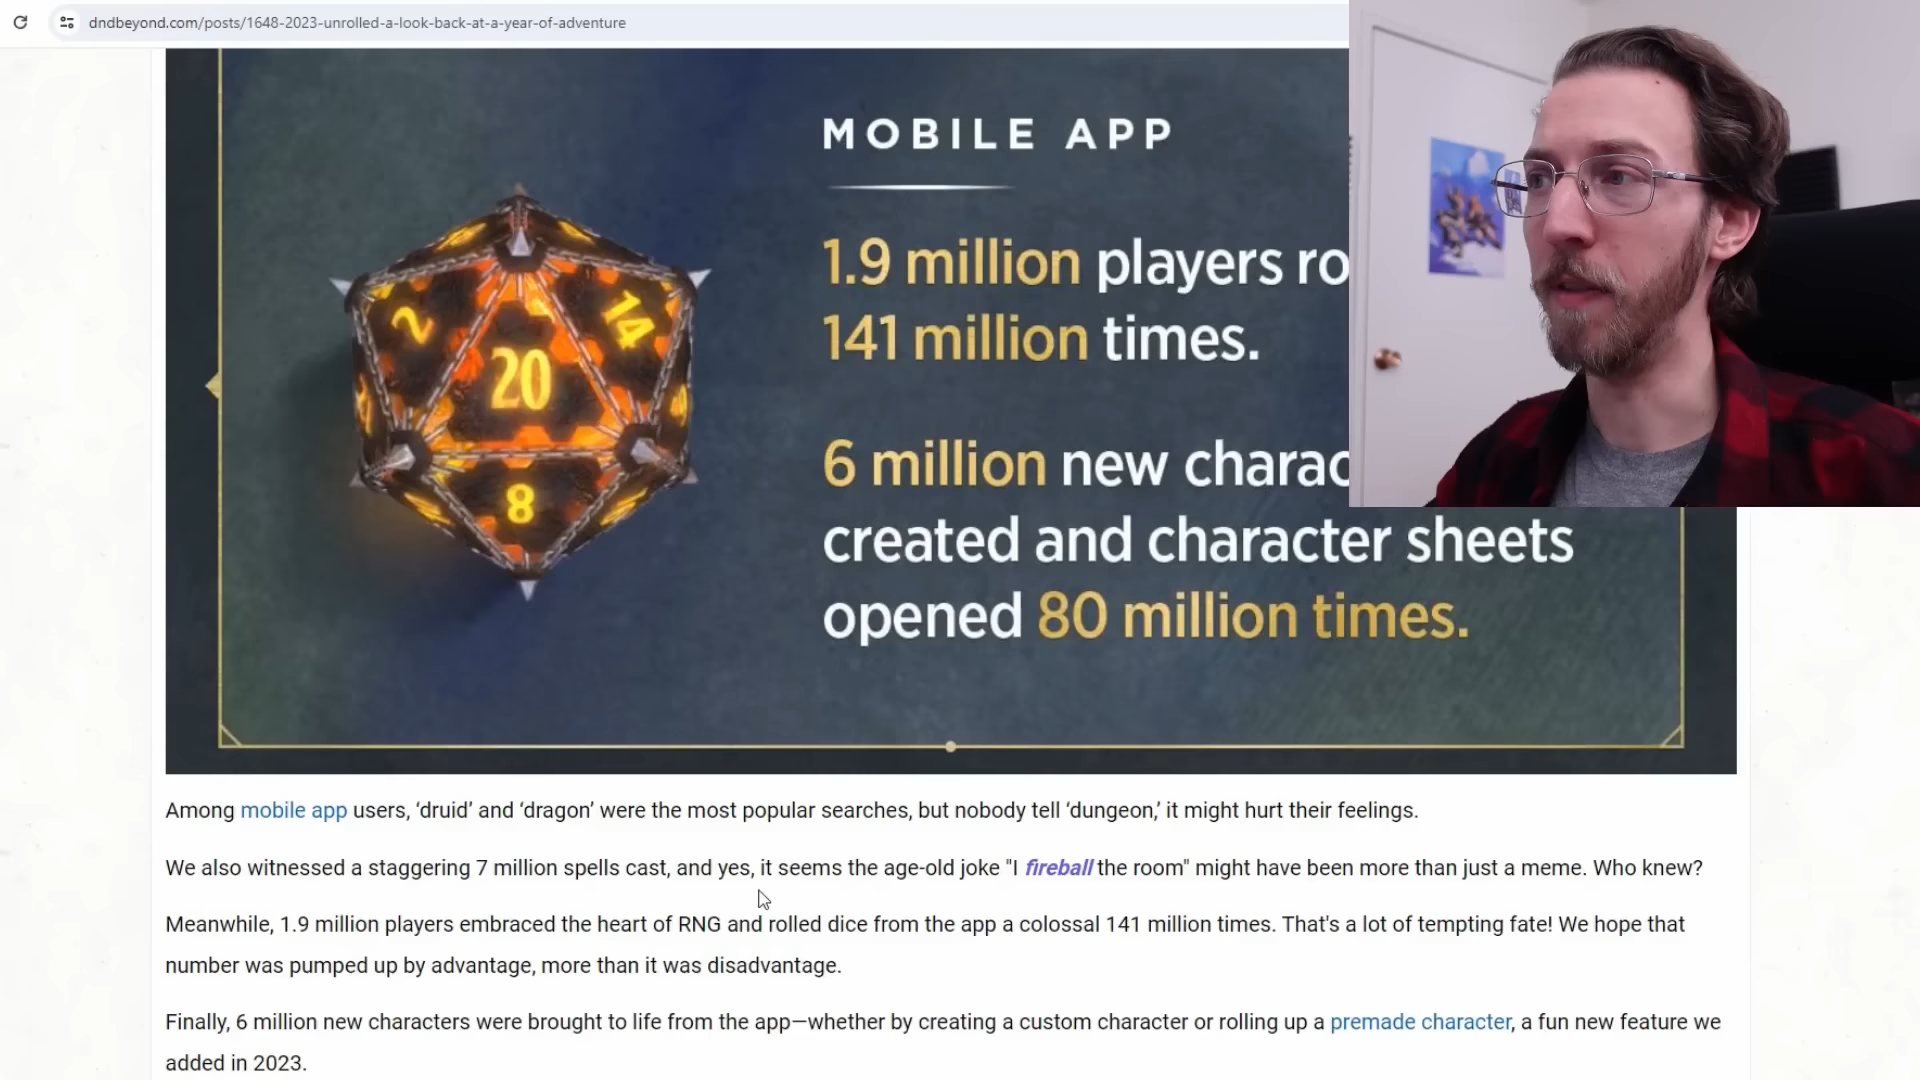 dndbeyond.com/posts/1648-2023-unrolled-a-look-back-at-a-year-of-adventure
MOBILE APP
1.9 million players ro
141 million times.
6 million new charac
created and character sheets
opened 80 million times.
2
14
20
8
Among mobile app users, ‘druid’ and ‘dragon’ were the most popular searches, but nobody tell ‘dungeon,’ it might hurt their feelings.
We also witnessed a staggering 7 million spells cast, and yes, it seems the age-old joke "I fireball the room" might have been more than just a meme. Who knew?
Meanwhile, 1.9 million players embraced the heart of RNG and rolled dice from the app a colossal 141 million times. That's a lot of tempting fate! We hope that
number was pumped up by advantage, more than it was disadvantage.
Finally, 6 million new characters were brought to life from the app—whether by creating a custom character or rolling up a premade character, a fun new feature we
added in 2023.